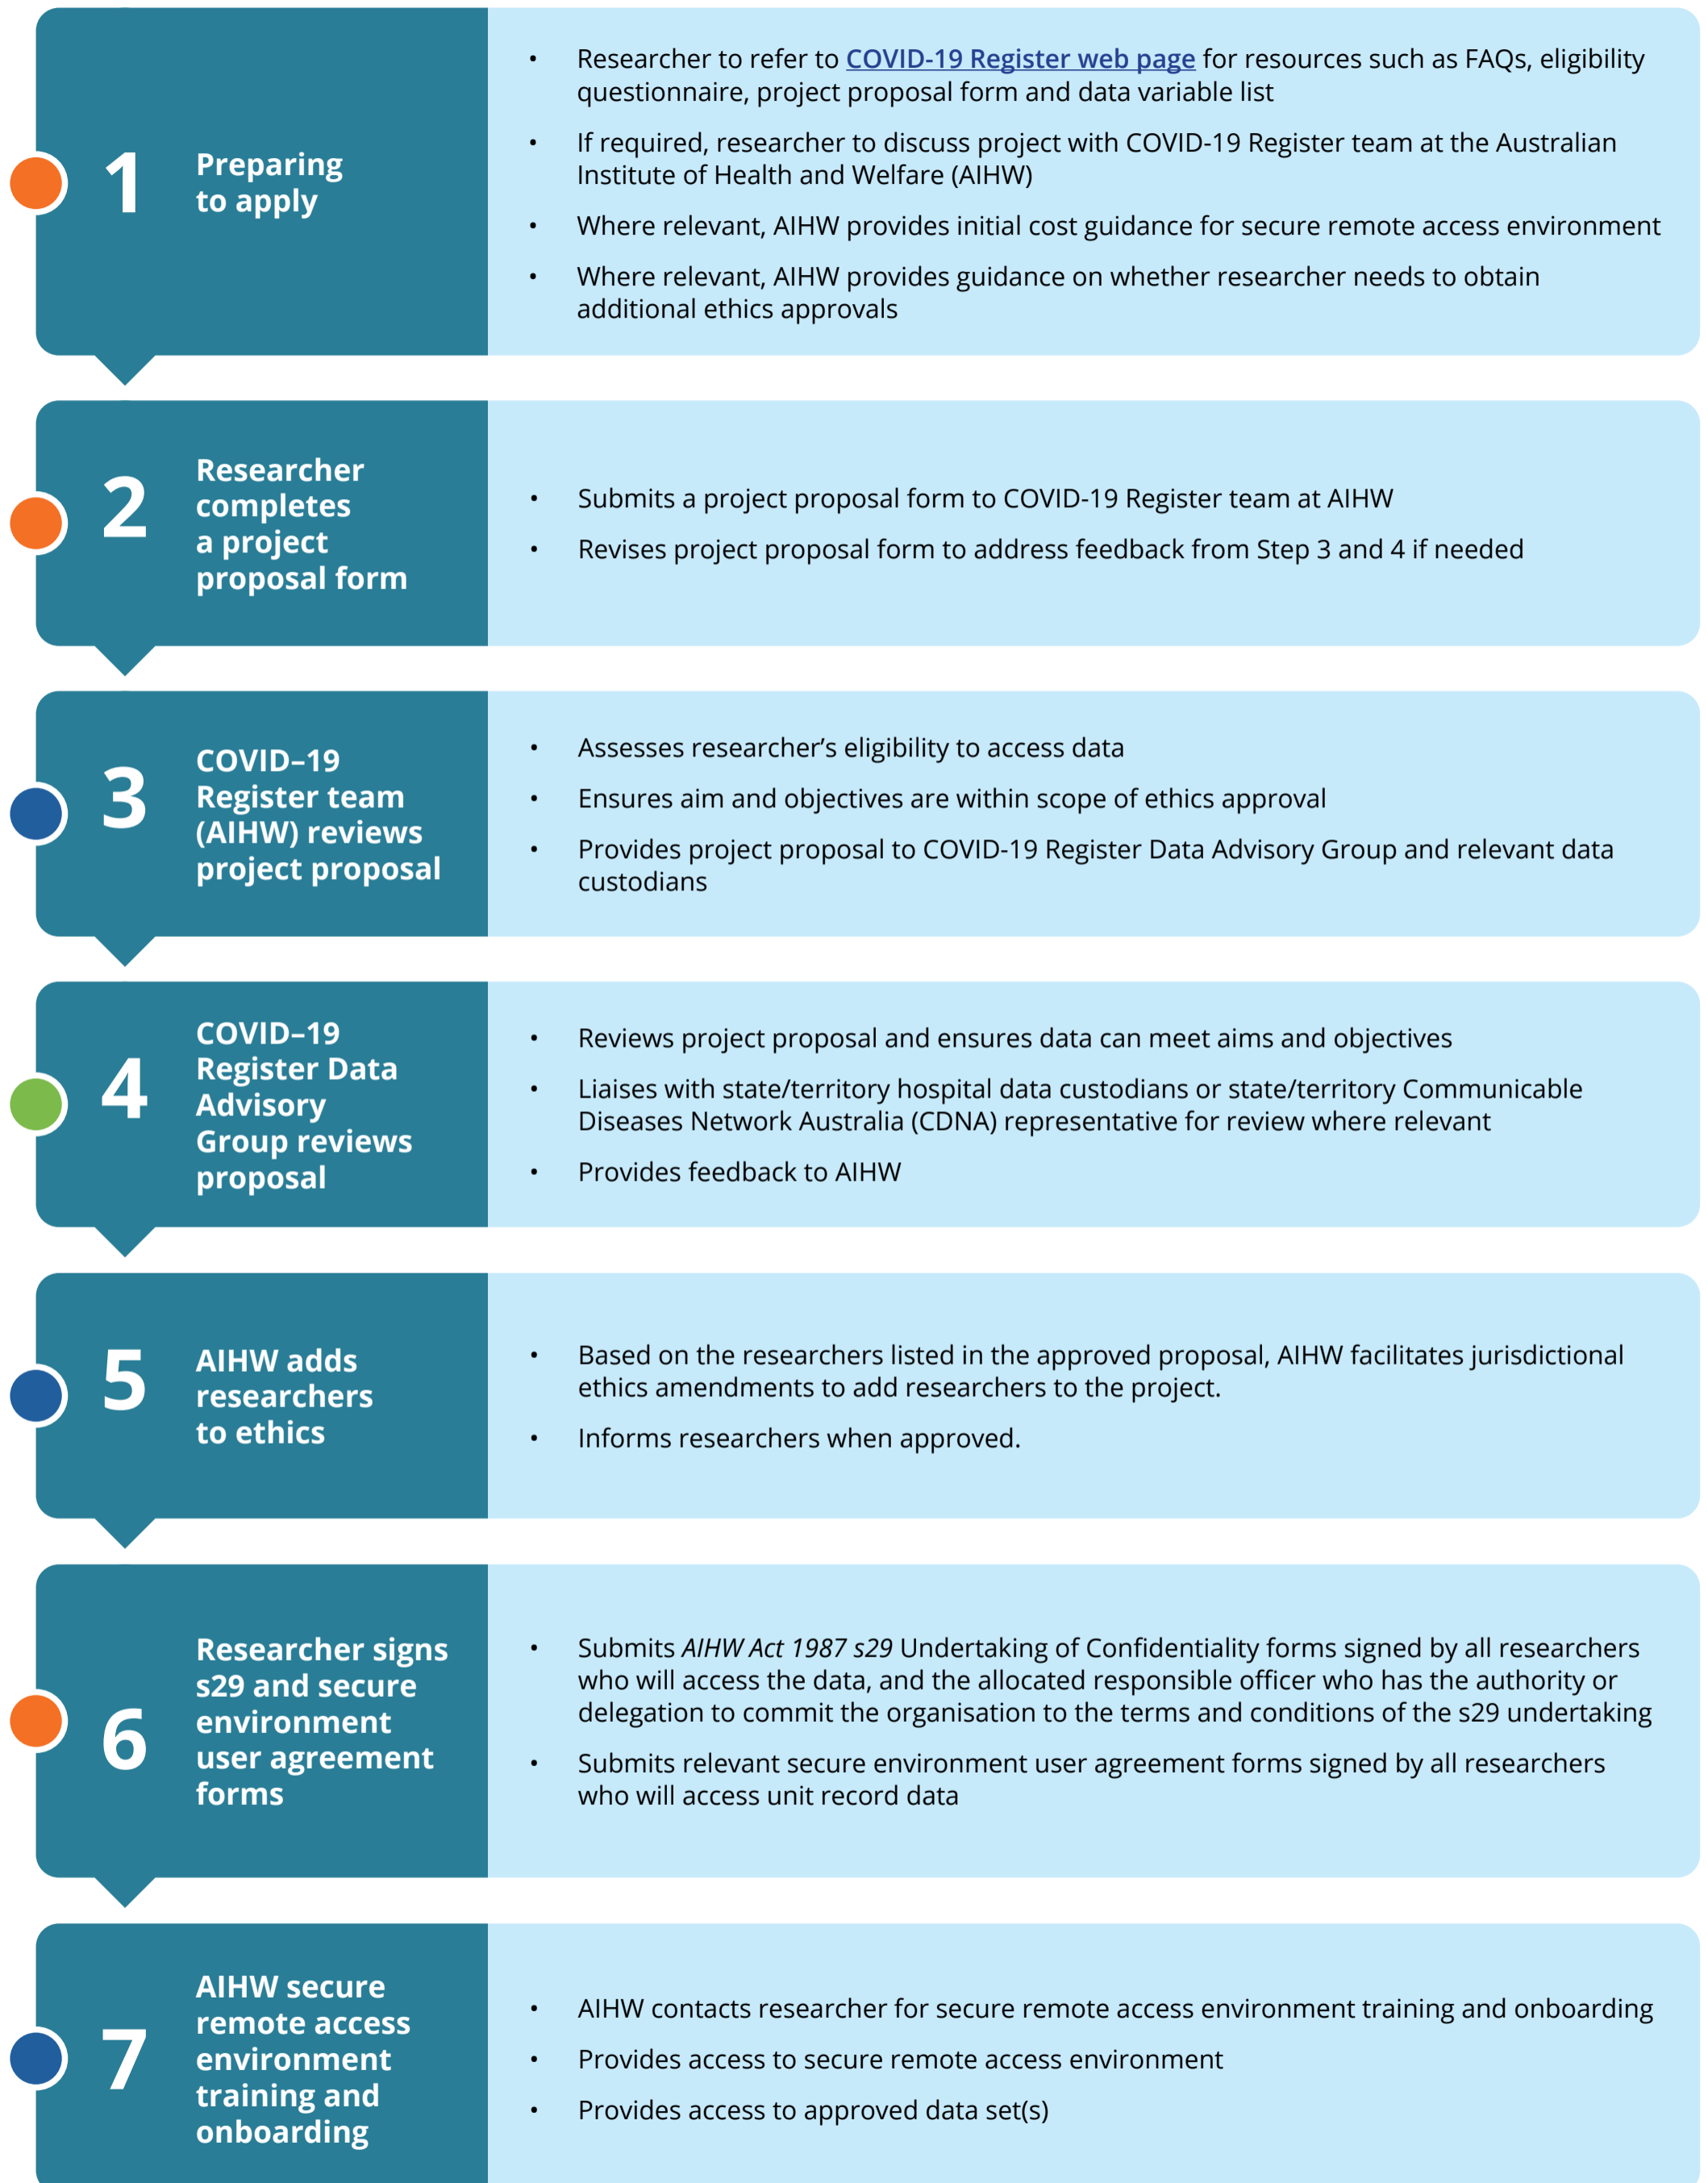 1
Preparing
to apply
• Researcher to refer to COVID-19 Register web page for resources such as FAQs, eligibility
questionnaire, project proposal form and data variable list
• If required, researcher to discuss project with COVID-19 Register team at the Australian
Institute of Health and Welfare (AIHW)
• Where relevant, AIHW provides initial cost guidance for secure remote access environment
• Where relevant, AIHW provides guidance on whether researcher needs to obtain
additional ethics approvals
2
Researcher
completes
a project
proposal form
• Submits a project proposal form to COVID-19 Register team at AIHW
• Revises project proposal form to address feedback from Step 3 and 4 if needed
3
COVID–19
Register team
(AIHW) reviews
project proposal
• Assesses researcher’s eligibility to access data
• Ensures aim and objectives are within scope of ethics approval
• Provides project proposal to COVID-19 Register Data Advisory Group and relevant data
custodians
4
COVID–19
Register Data
Advisory
Group reviews
proposal
• Reviews project proposal and ensures data can meet aims and objectives
• Liaises with state/territory hospital data custodians or state/territory Communicable
Diseases Network Australia (CDNA) representative for review where relevant
• Provides feedback to AIHW
5
AIHW adds
researchers
to ethics
• Based on the researchers listed in the approved proposal, AIHW facilitates jurisdictional
ethics amendments to add researchers to the project.
• Informs researchers when approved.
6
Researcher signs
s29 and secure
environment
user agreement
forms
• Submits AIHW Act 1987 s29 Undertaking of Confidentiality forms signed by all researchers
who will access the data, and the allocated responsible officer who has the authority or
delegation to commit the organisation to the terms and conditions of the s29 undertaking
• Submits relevant secure environment user agreement forms signed by all researchers
who will access unit record data
7
AIHW secure
remote access
environment
training and
onboarding
• AIHW contacts researcher for secure remote access environment training and onboarding
• Provides access to secure remote access environment
• Provides access to approved data set(s)